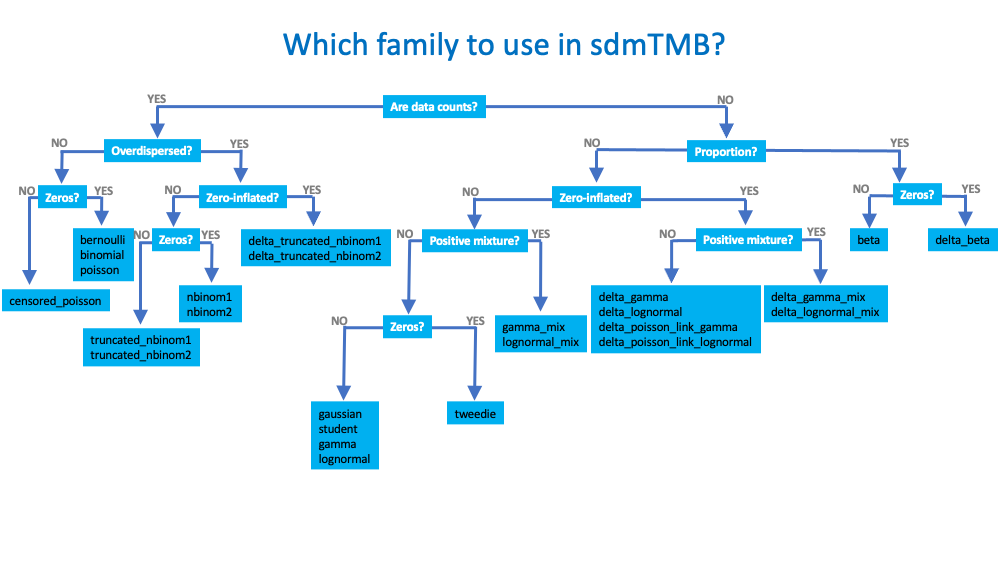 Which family to use in sdmTMB?
YES
Are data counts?
NO
NO
Overdispersed?
YES
NO
Proportion?
YES
NO
Zeros?
YES
NO
Zero-inflated?
YES
NO
Zero-inflated?
YES
NO
Zeros?
YES
bernoulli
binomial
poisson
NO
Zeros?
YES
delta_truncated_nbinom1
delta_truncated_nbinom2
NO
Positive mixture?
YES
NO
Positive mixture?
YES
beta
delta_beta
censored_poisson
nbinom1
nbinom2
truncated_nbinom1
truncated_nbinom2
NO
Zeros?
YES
gamma_mix
lognormal_mix
delta_gamma
delta_lognormal
delta_poisson_link_gamma
delta_poisson_link_lognormal
delta_gamma_mix
delta_lognormal_mix
gaussian
student
gamma
lognormal
tweedie